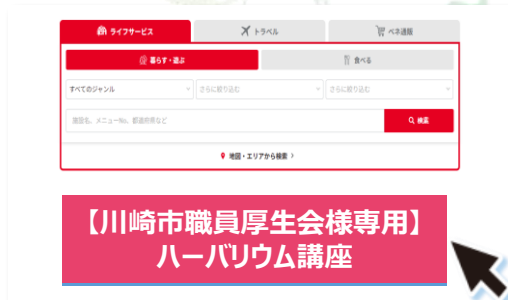 ライフサービス
トラベル
ベネ通販
暮らす・遊ぶ
食べる
すべてのジャンル
さらに絞り込む
さらに絞り込む
施設名、メニューNo、都道府県など
検索
地図・エリアから検索
【川崎市職員厚生会様専用】
ハーバリウム講座